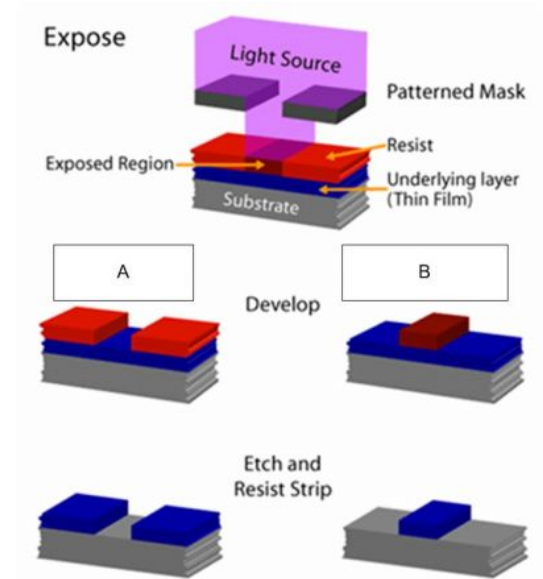 Expose
Light Source
Patterned Mask
Resist
Exposed Region
Underlying layer
(Thin Film)
Substrate
A
B
Develop
Etch and
Resist Strip